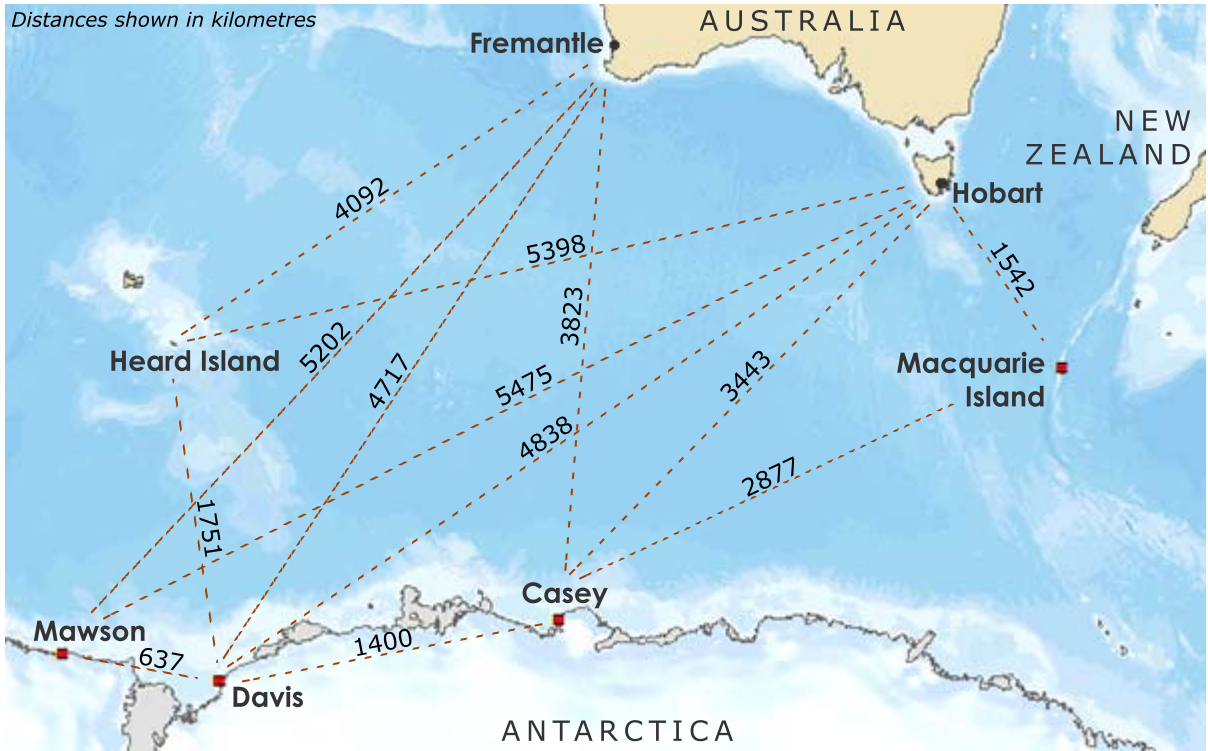 Distances shown in kilometres
AUSTRALIA
Fremantle
NEW
ZEALAND
Hobart
4092
5398
1542
3823
5202
Heard Island
4717
5475
3443
Macquarie
Island
4838
2877
1751
Casey
Mawson
1400
637
Davis
ANTARCTICA